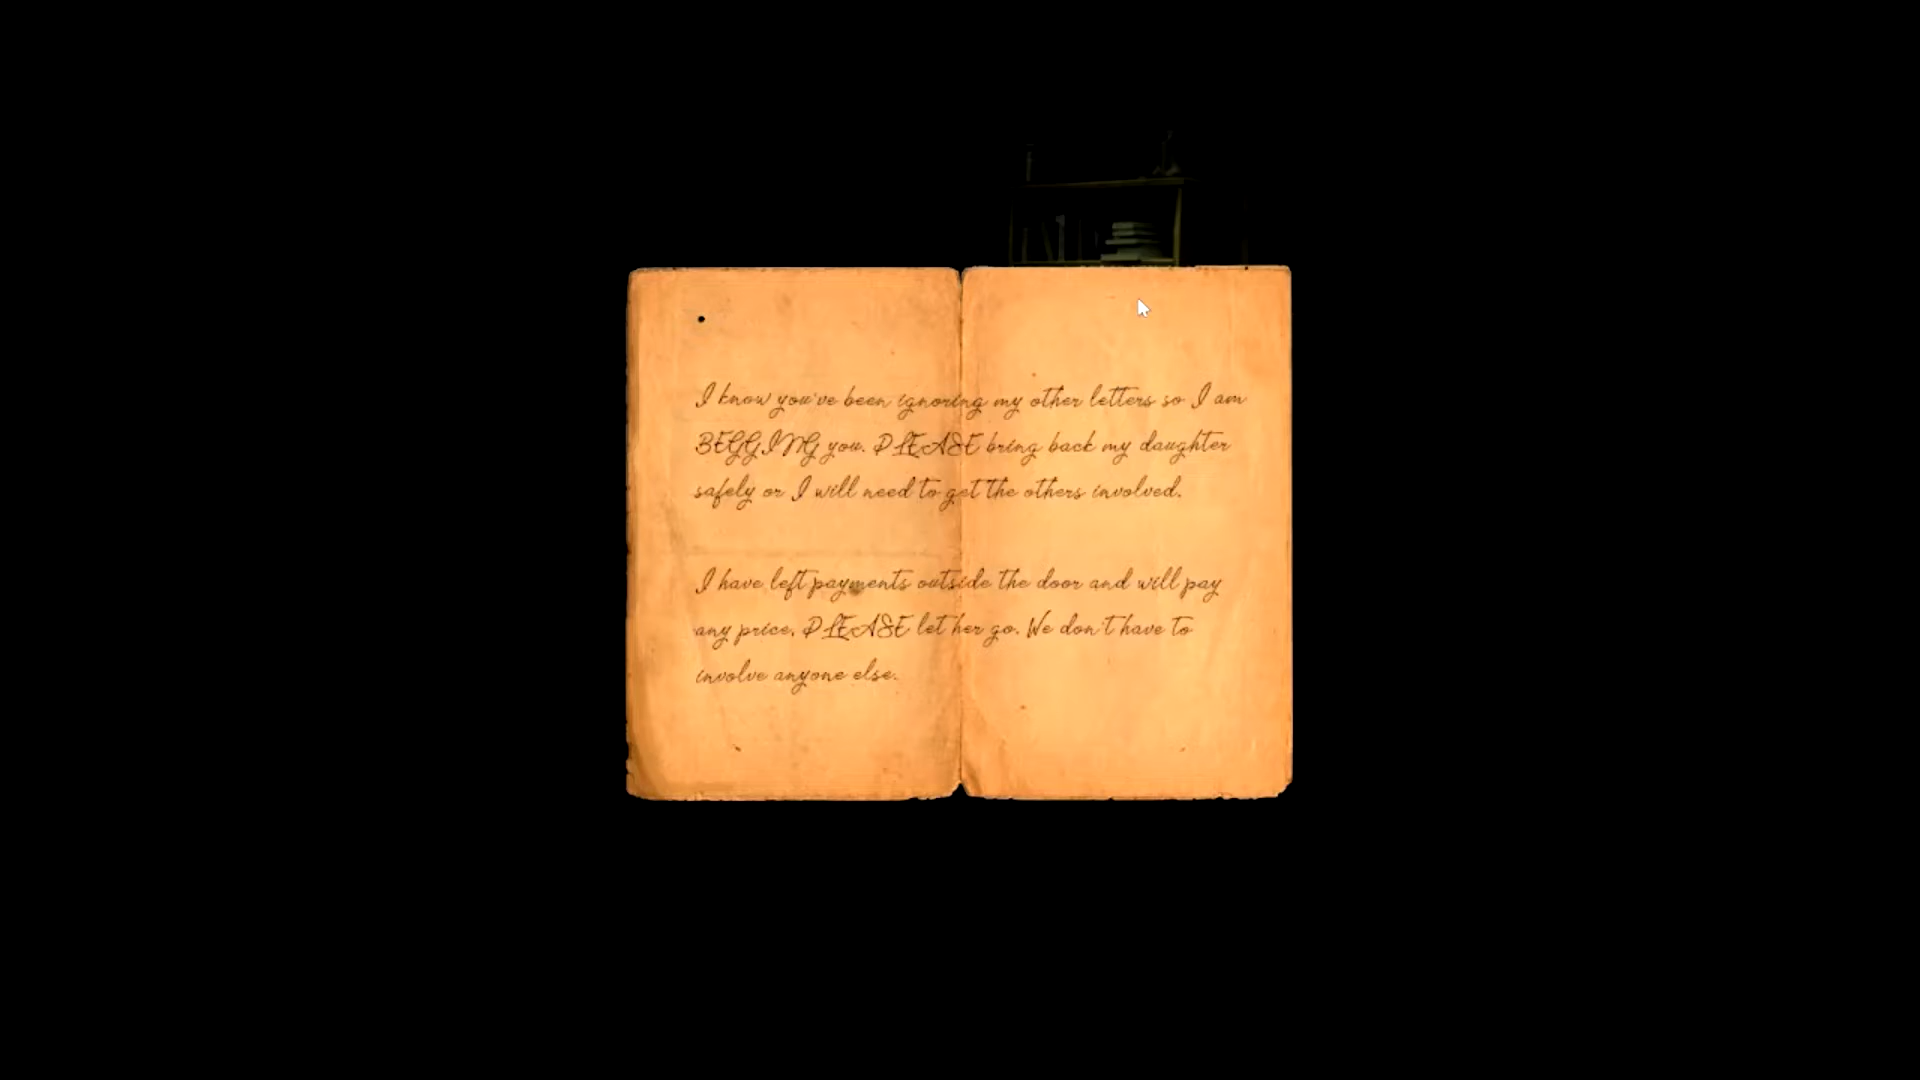 I know you've been ignoring my other letters so I am
BEGGING you. PLEASE bring back my daughter
safely or I will need to get the others involved.
I have left payments outside the door and will pay
any price. PLEASE let her go. We don't have to
involve anyone else.